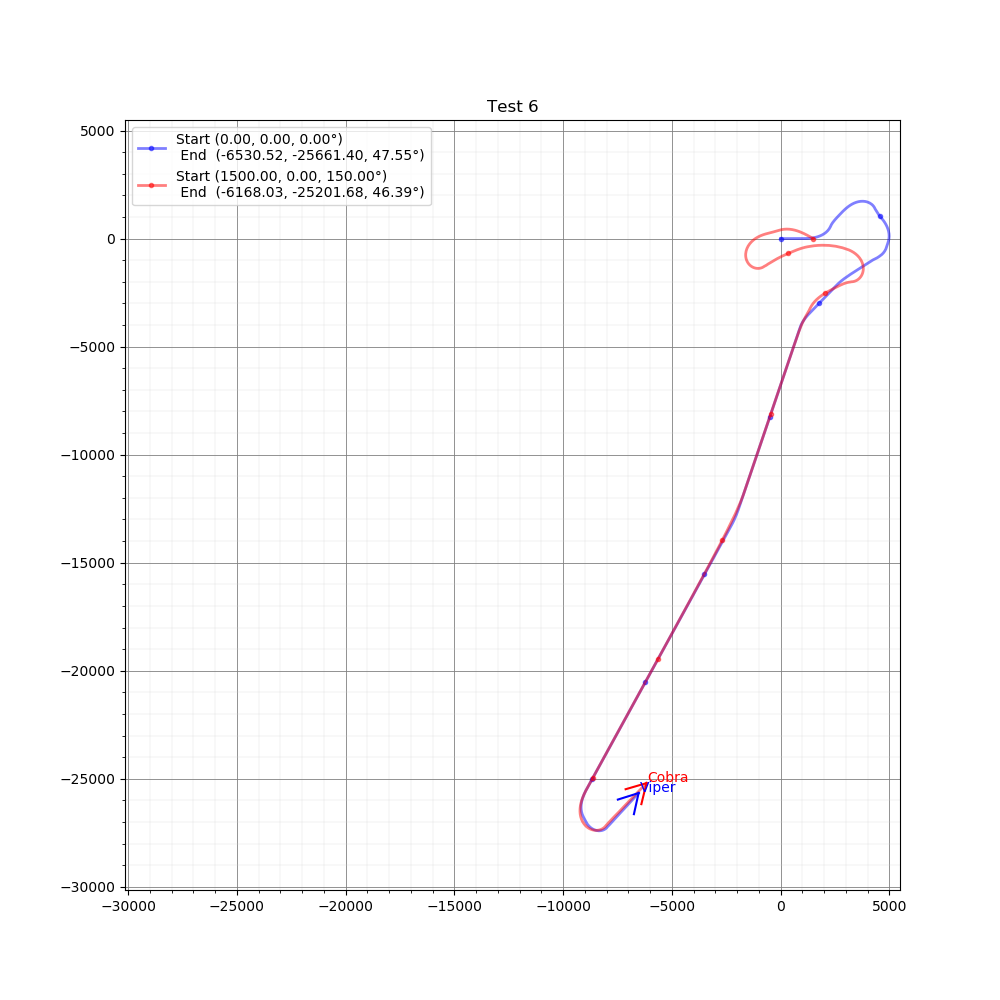 Test 6
Start (0.00, 0.00, 0.00°)
End (-6530.52, -25661.40, 47.55°)
Start (1500.00, 0.00, 150.00°)
End (-6168.03, -25201.68, 46.39°)
5000
0
−5000
−10000
−15000
−20000
−25000
−30000
Cobra
Viper
−30000 −25000 −20000 −15000 −10000 −5000 0 5000